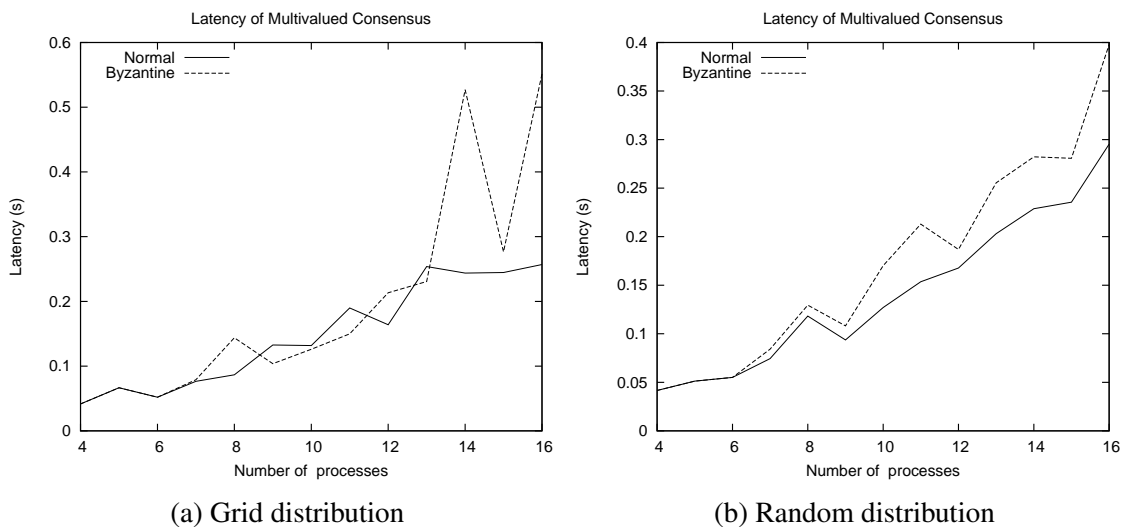 Latency of Multivalued Consensus
0.6
0.5
0.4
0.3
0.2
0.1
0
Latency (s)
Normal
Byzantine
4 6 8 10 12 14 16
Number of processes
(a) Grid distribution
Latency of Multivalued Consensus
0.4
0.35
0.3
0.25
0.2
0.15
0.1
0.05
0
Latency (s)
Normal
Byzantine
4 6 8 10 12 14 16
Number of processes
(b) Random distribution